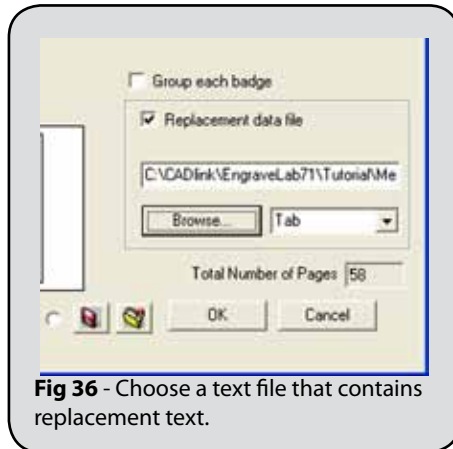 Group each badge
Replacement data file
C:\CADlink\EngraveLab71\Tutorial\Me
Browse... Tab
Total Number of Pages 58
OK Cancel
Fig 36 - Choose a text file that contains
replacement text.